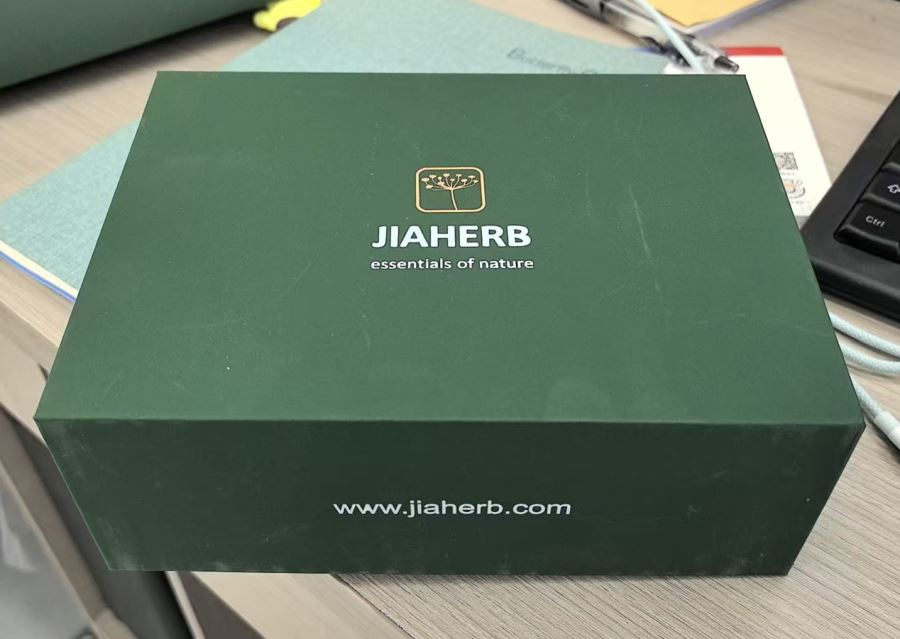 JIAHERB
essentials of nature
www.jiaherb.com
Ctrl